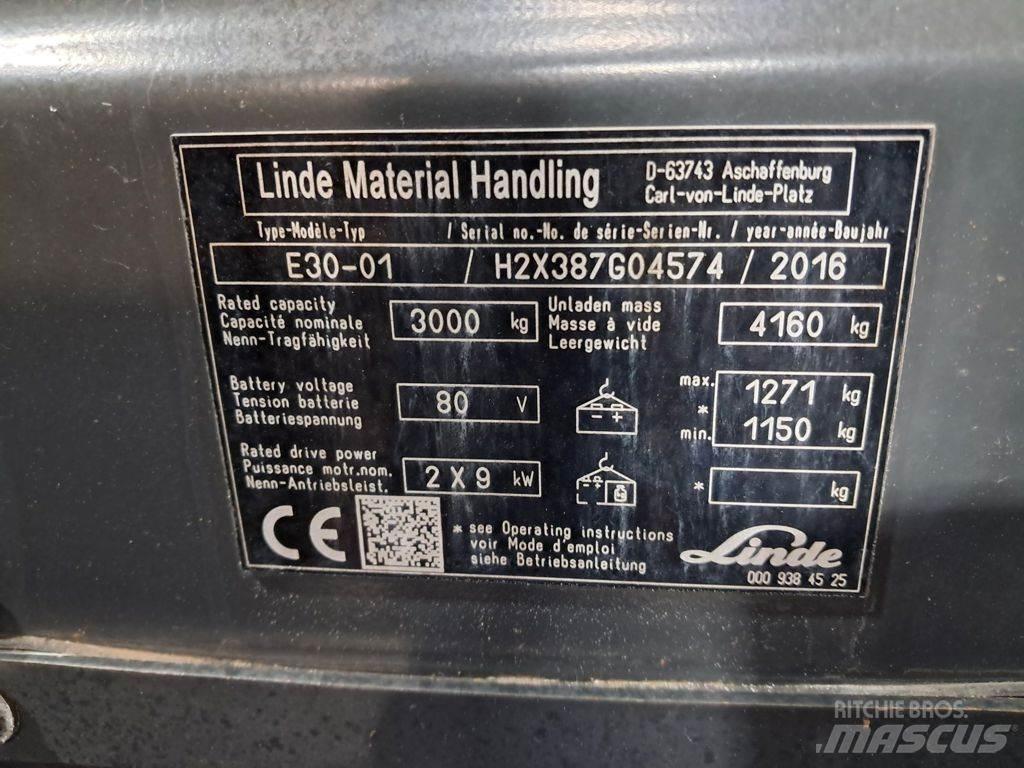 Linde Material Handling
D-63743 Aschaffenburg
Carl-von-Linde-Platz
Type-Modèle-Typ / Serial no.-No. de série-Serien-Nr. / year-année-Baujahr
E30-01 / H2X387G04574 / 2016
Rated capacity
Capacité nominale
Nenn-Tragfähigkeit
3000 kg
Unladen mass
Masse à vide
Leergewicht
4160 kg
Battery voltage
Tension batterie
Batteriespannung
80 V
max. 1271 kg
*
min. 1150 kg
Rated drive power
Puissance motr.nom.
Nenn-Antriebsleist.
2 X 9 kW
* kg
CE
* see Operating instructions
voir Mode d'emploi
siehe Betriebsanleitung
Linde
000 938 45 25
RITCHIE BROS.
MASCUS